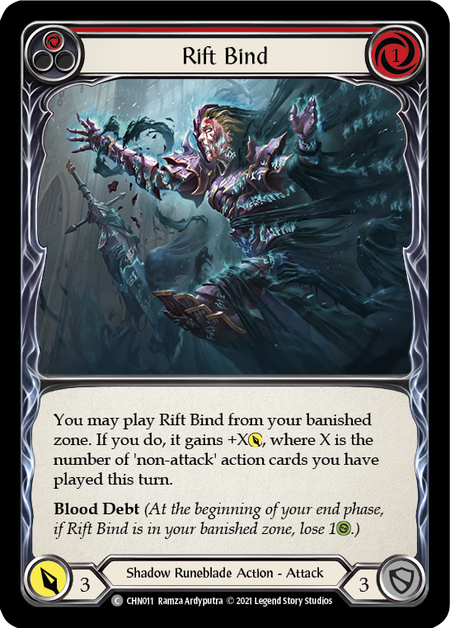 Rift Bind
1
You may play Rift Bind from your banished
zone. If you do, it gains +X, where X is the
number of 'non-attack' action cards you have
played this turn.
Blood Debt (At the beginning of your end phase,
if Rift Bind is in your banished zone, lose 1.)
3
Shadow Runeblade Action - Attack
3
C CHN011 Ramza Ardyputra © 2021 Legend Story Studios